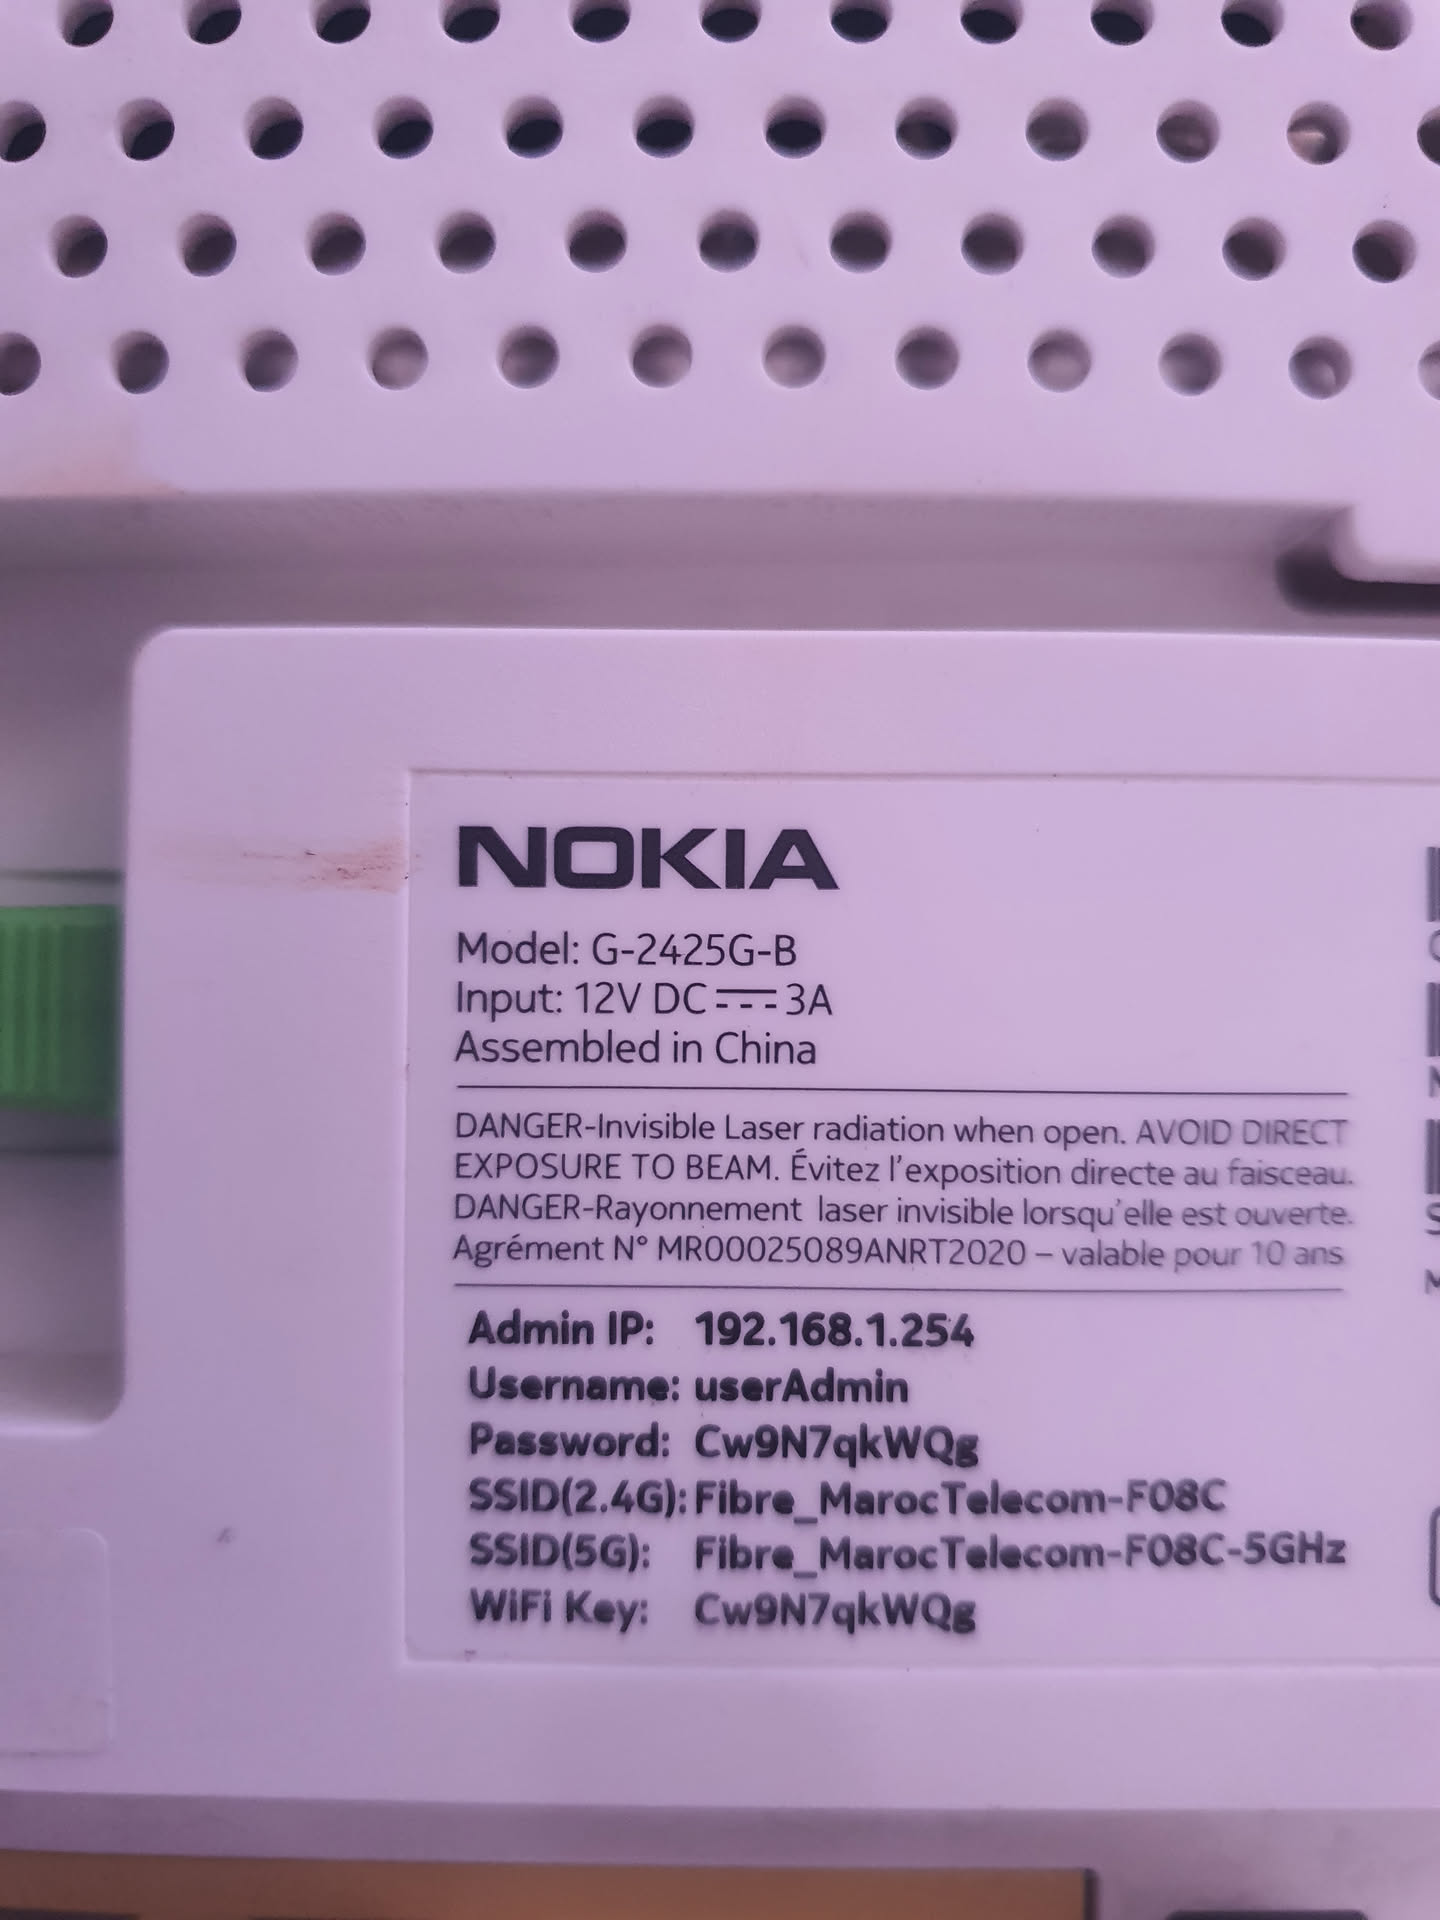 NOKIA
Model: G-2425G-B
Input: 12V DC⎓3A
Assembled in China
DANGER-Invisible Laser radiation when open. AVOID DIRECT
EXPOSURE TO BEAM. Évitez l'exposition directe au faisceau.
DANGER-Rayonnement laser invisible lorsqu'elle est ouverte.
Agrément N° MR00025089ANRT2020 – valable pour 10 ans
Admin IP: 192.168.1.254
Username: userAdmin
Password: Cw9N7qkWQg
SSID(2.4G): Fibre_MarocTelecom-F08C
SSID(5G): Fibre_MarocTelecom-F08C-5GHz
WiFi Key: Cw9N7qkWQg